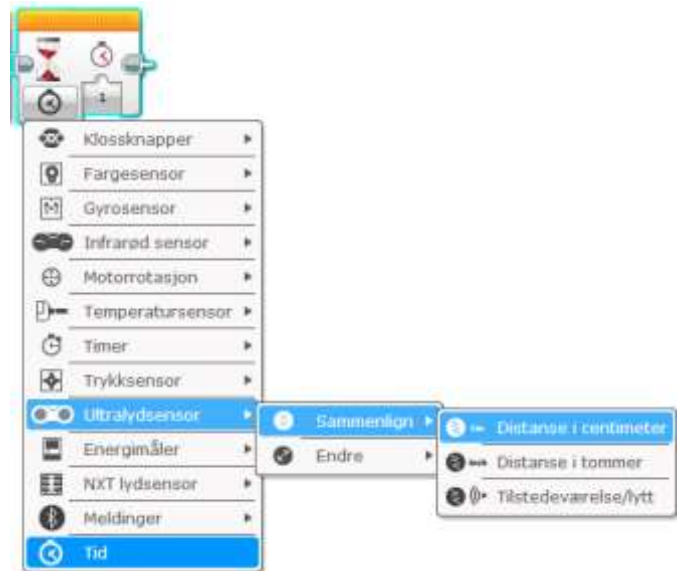 1
Klossknapper
Fargesensor
Gyrosensor
Infrarød sensor
Motorrotasjon
Temperatursensor
Timer
Trykksensor
Ultralydsensor
Sammenlign
Distanse i centimeter
Energimåler
Endre
Distanse i tommer
NXT lydsensor
Tilstedeværelse/lytt
Meldinger
Tid